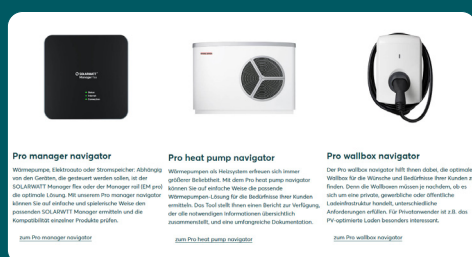 SOLARWATT
Manager flex
Pro manager navigator
Wärmepumpe, Elektroauto oder Stromspeicher: Abhängig
von den Geräten, die gesteuert werden sollen, ist der
SOLARWATT Manager flex oder der Manager rail (EM pro)
die optimale Lösung. Mit unserem Pro manager navigator
können Sie auf einfache und spielerische Weise den
passenden SOLARWATT Manager ermitteln und die
Kompatibilität einzelner Produkte prüfen.
zum Pro manager navigator
Pro heat pump navigator
Wärmepumpen als Heizsystem erfreuen sich immer
größerer Beliebtheit. Mit dem Pro heat pump navigator
können Sie auf einfache Weise die passende
Wärmepumpen-Lösung für die Bedürfnisse Ihrer Kunden
ermitteln. Das Tool stellt Ihnen einen Bericht zur Verfügung,
der alle notwendigen Informationen übersichtlich
zusammenstellt, und eine umfangreiche Dokumentation.
zum Pro heat pump navigator
Pro wallbox navigator
Der Pro wallbox navigator hilft Ihnen dabei, die optimale
Wallbox für die Wünsche und Bedürfnisse Ihrer Kunden z
finden. Denn die Wallboxen müssen je nachdem, ob es
sich um eine private, gewerbliche oder öffentliche
Ladeinfrastruktur handelt, unterschiedliche
Anforderungen erfüllen. Für Privatanwender ist z.B. das
PV-optimierte Laden besonders interessant.
zum Pro wallbox navigator